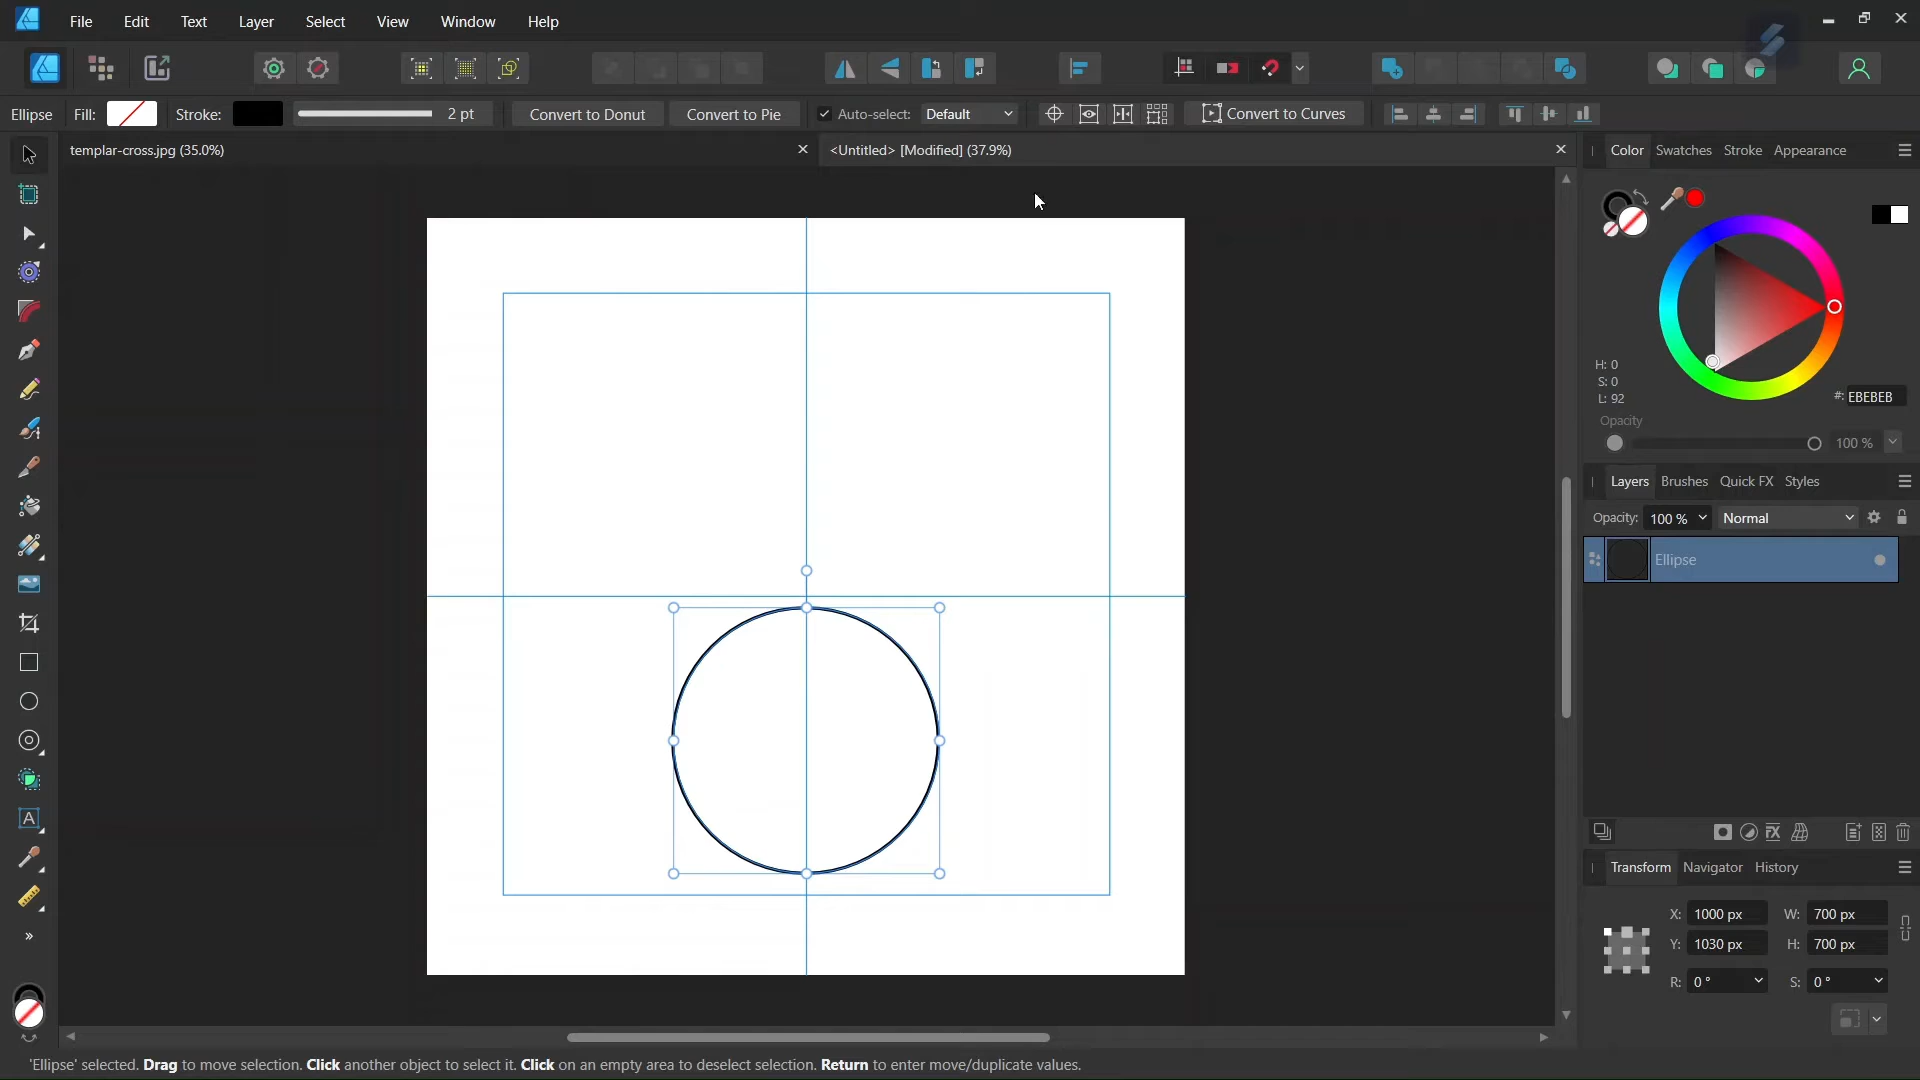 File Edit Text Layer Select View Window Help
Ellipse Fill: Stroke: 2 pt Convert to Donut Convert to Pie Auto-select: Default Convert to Curves
templar-cross.jpg (35.0%) <Untitled> [Modified] (37.9%)
Color Swatches Stroke Appearance
H: 0
S: 0
L: 92
#: EBEBEB
Opacity
100 %
Layers Brushes Quick FX Styles
Opacity: 100 % Normal
Ellipse
Transform Navigator History
X: 1000 px W: 700 px
Y: 1030 px H: 700 px
R: 0 ° S: 0 °
'Ellipse' selected. Drag to move selection. Click another object to select it. Click on an empty area to deselect selection. Return to enter move/duplicate values.